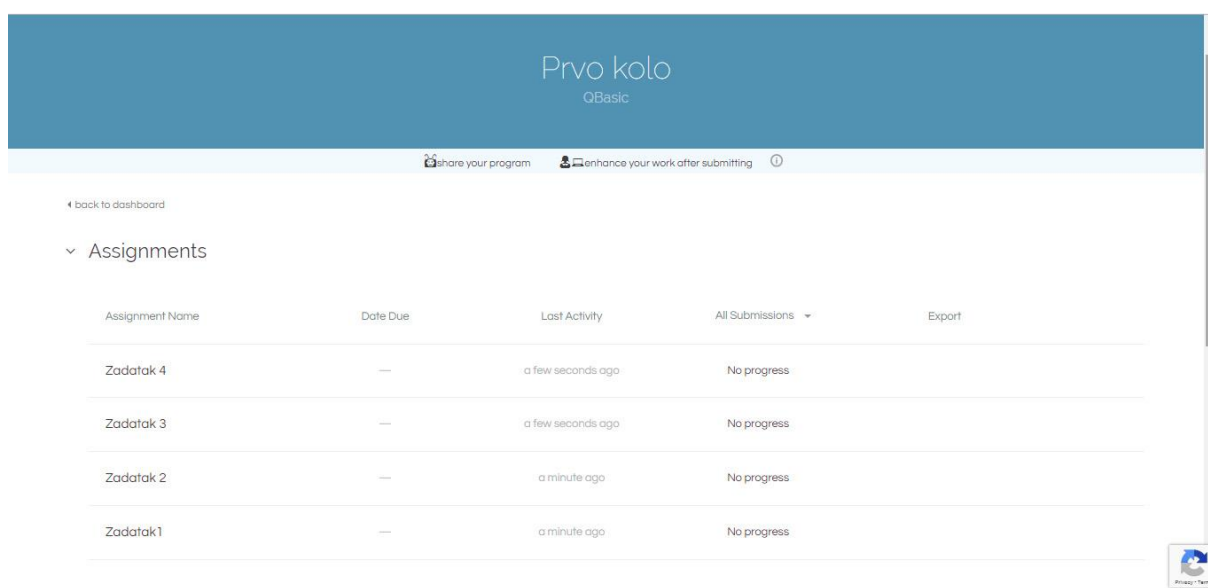 Prvo kolo
QBasic
share your program enhance your work after submitting
back to dashboard
Assignments
Assignment Name Date Due Last Activity All Submissions Export
Zadatak 4 — a few seconds ago No progress
Zadatak 3 — a few seconds ago No progress
Zadatak 2 — a minute ago No progress
Zadatak1 — a minute ago No progress